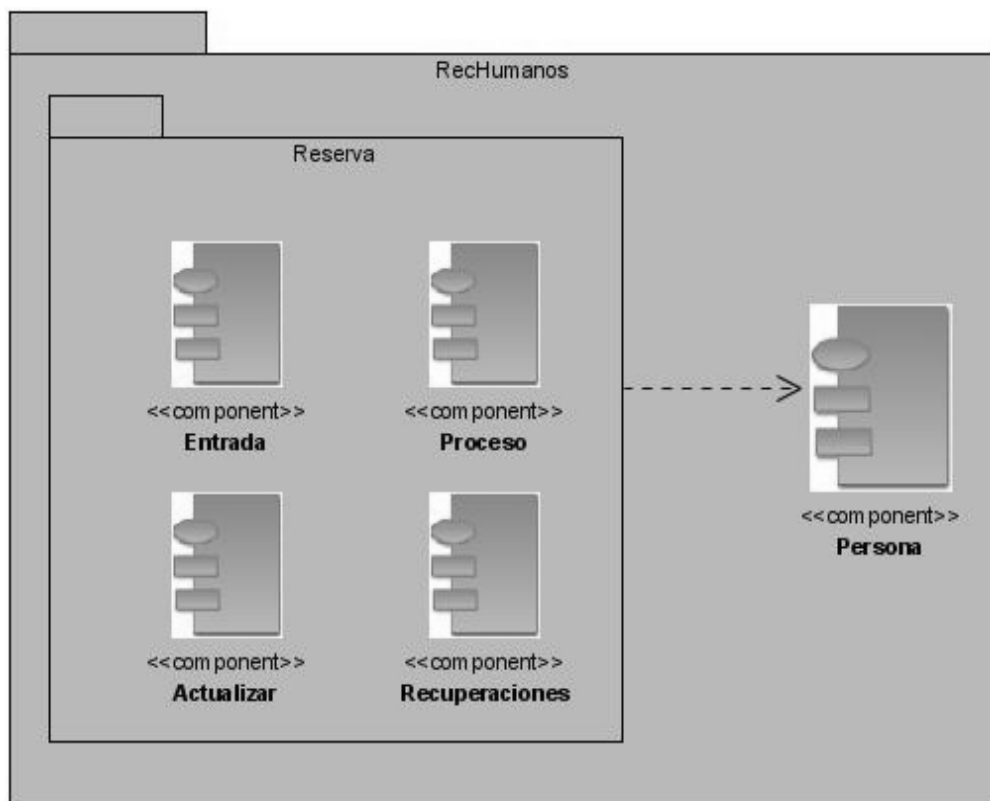 RecHumanos
Reserva
<<component>>
Entrada
<<component>>
Proceso
<<component>>
Persona
<<component>>
Actualizar
<<component>>
Recuperaciones